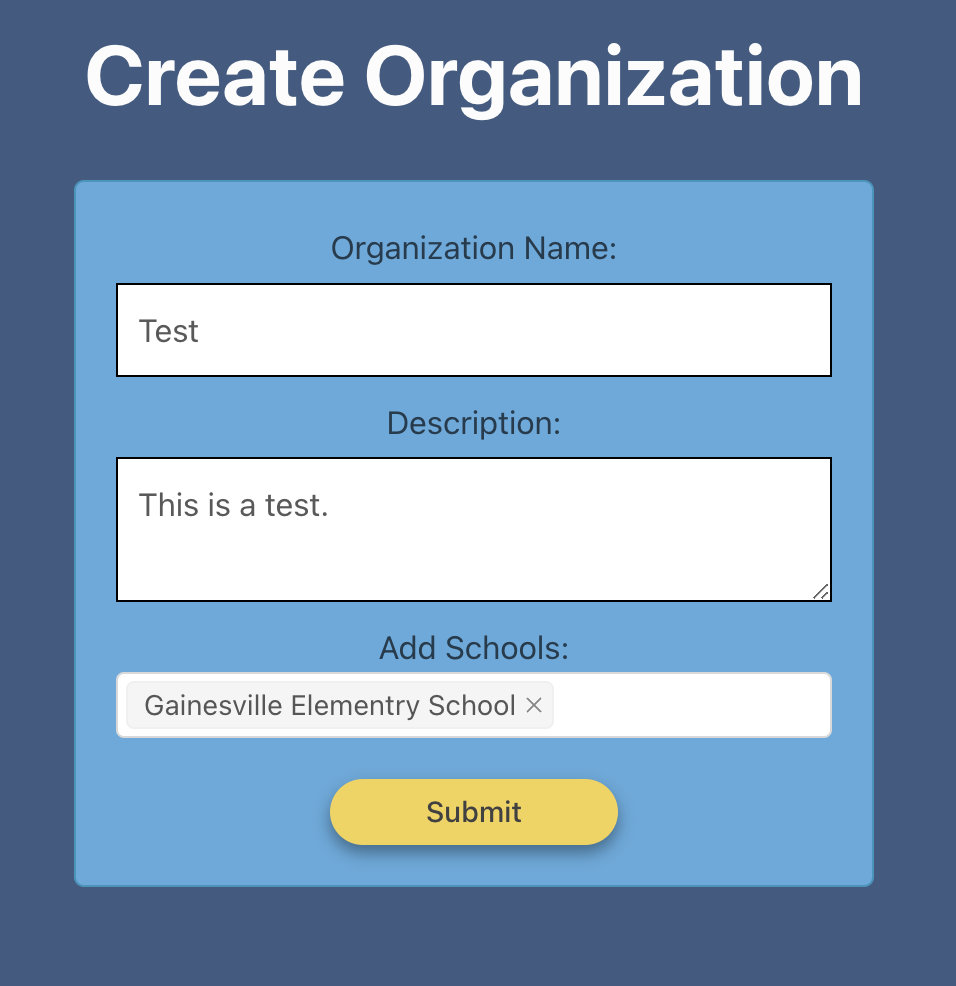 Create Organization
Organization Name:
Test
Description:
This is a test.
Add Schools:
Gainesville Elementry School
Submit